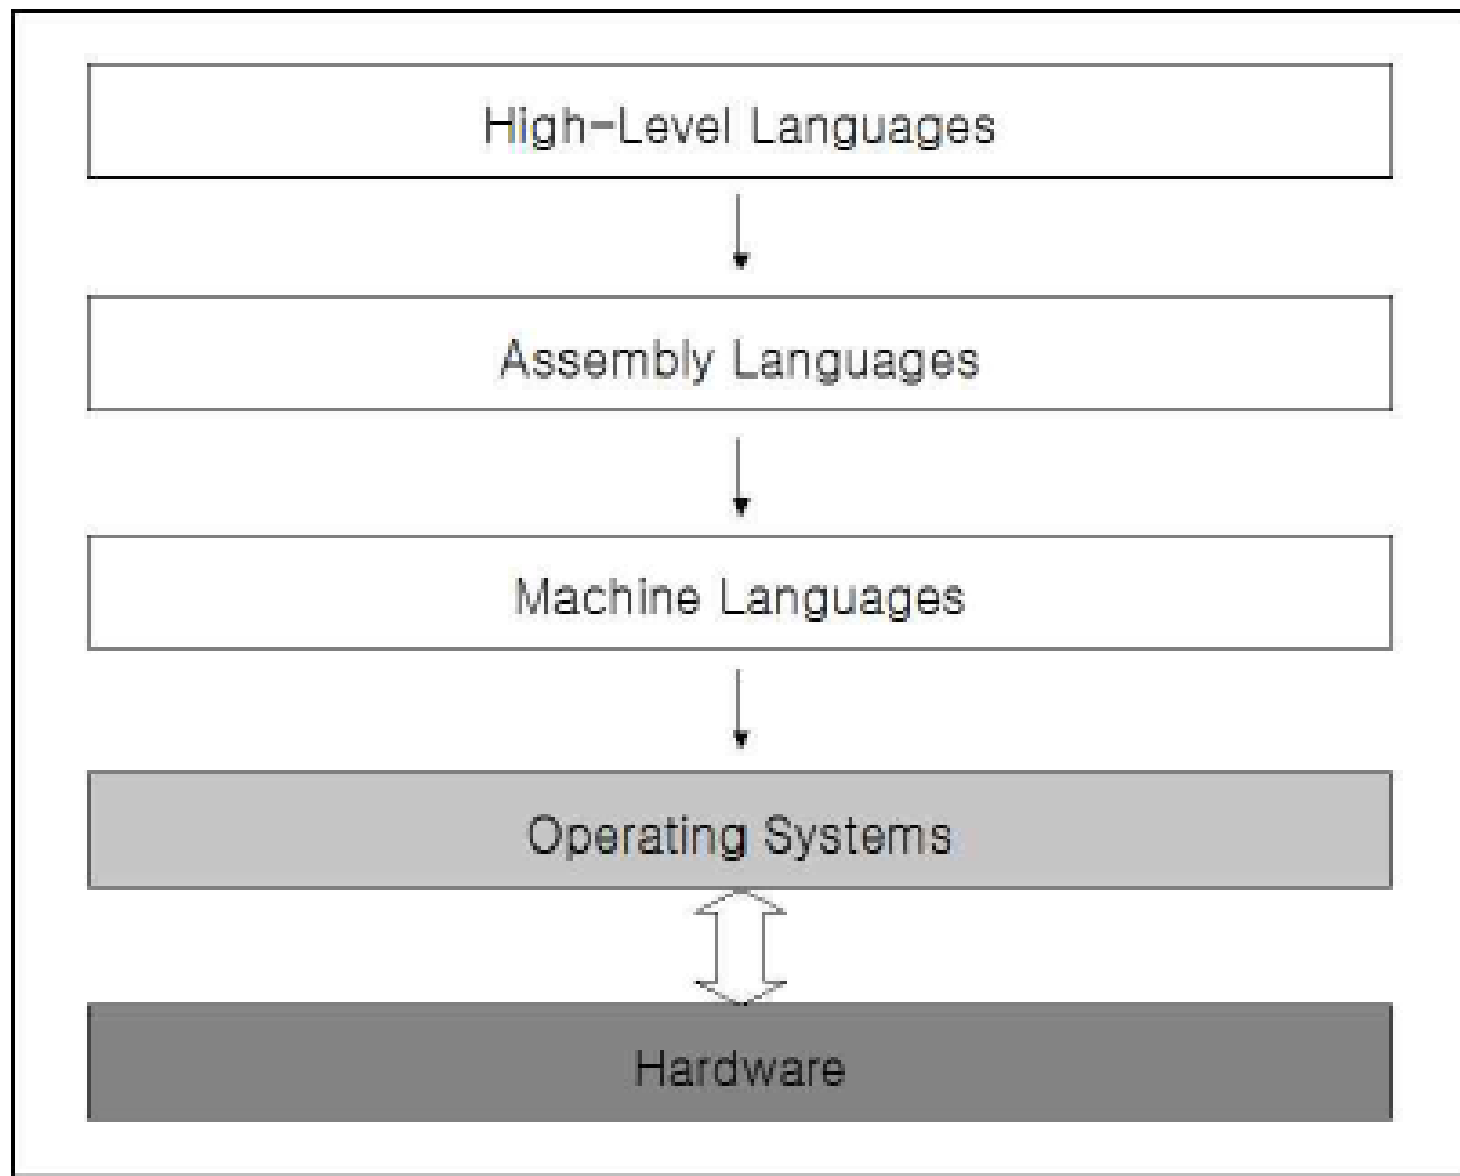 High-Level Languages
Assembly Languages
Machine Languages
Operating Systems
Hardware